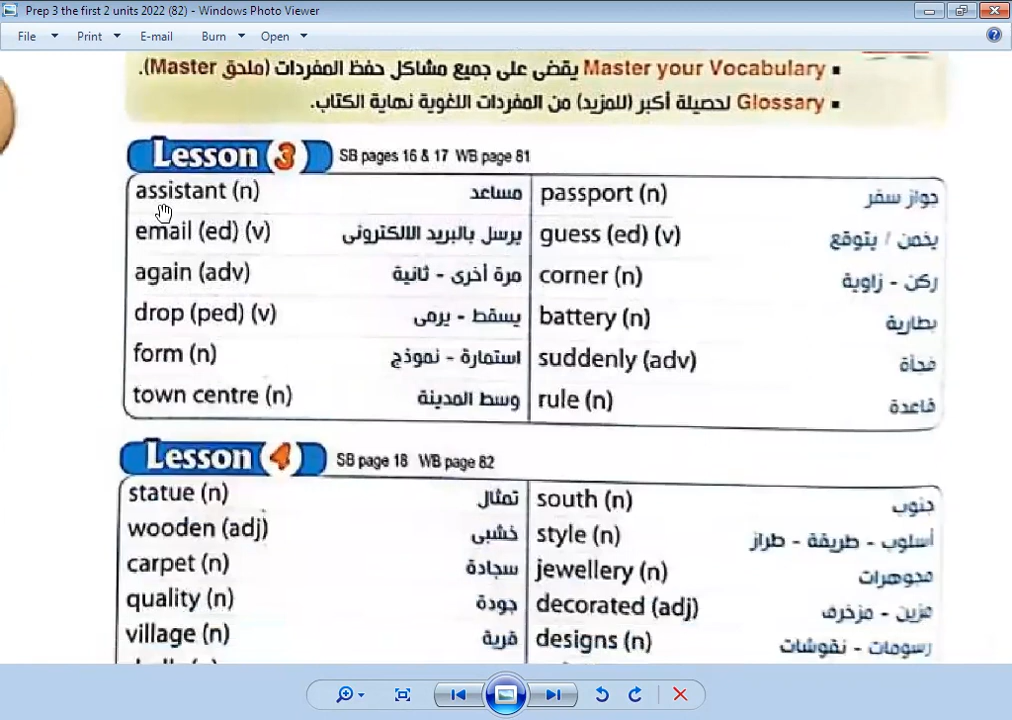 Prep 3 the first 2 units 2022 (82) - Windows Photo Viewer
File Print E-mail Burn Open
▪ Master your Vocabulary يقضى على جميع مشاكل حفظ المفردات (ملحق Master).
▪ Glossary لحصيلة أكبر (للمزيد) من المفردات اللغوية نهاية الكتاب.
Lesson 3 SB pages 16 & 17 WB page 81
assistant (n) مساعد passport (n) جواز سفر
email (ed) (v) يرسل بالبريد الالكترونى guess (ed) (v) يخمن / يتوقع
again (adv) مرة أخرى - ثانية corner (n) ركن - زاوية
drop (ped) (v) يسقط - يرمى battery (n) بطارية
form (n) استمارة - نموذج suddenly (adv) فجأة
town centre (n) وسط المدينة rule (n) قاعدة
Lesson 4 SB page 18 WB page 82
statue (n) تمثال south (n) جنوب
wooden (adj) خشبى style (n) أسلوب - طريقة - طراز
carpet (n) سجادة jewellery (n) مجوهرات
quality (n) جودة decorated (adj) مزين - مزخرف
village (n) قرية designs (n) رسومات - نقوشات